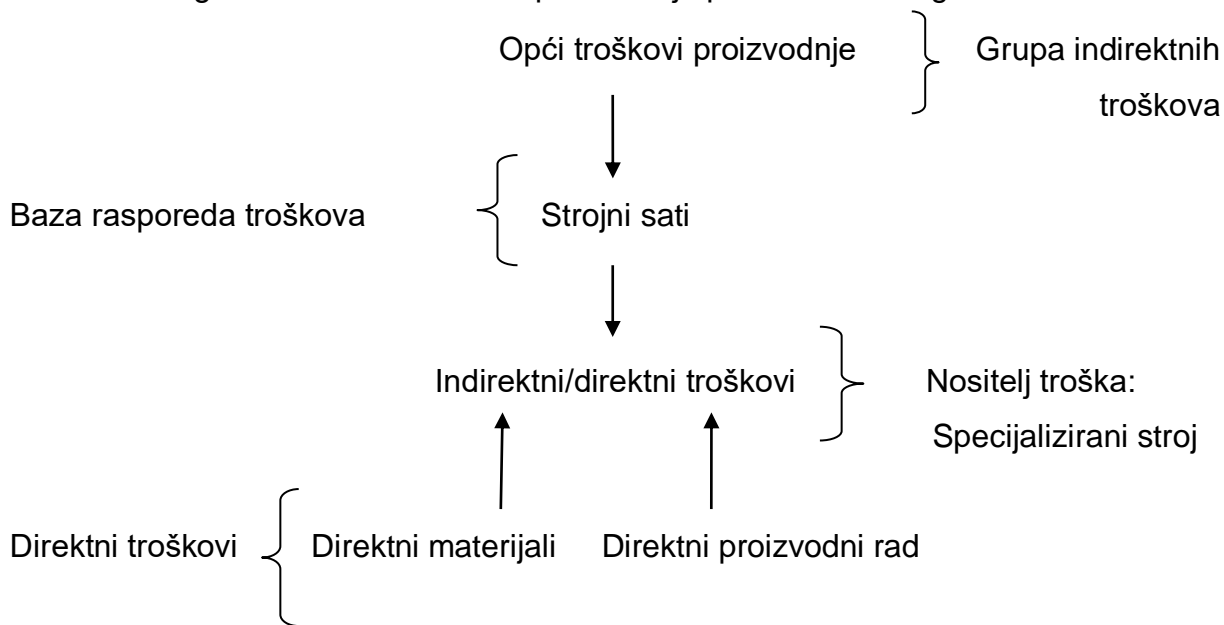 Opći troškovi proizvodnje
Grupa indirektnih
troškova
Baza rasporeda troškova
Strojni sati
Indirektni/direktni troškovi
Nositelj troška:
Specijalizirani stroj
Direktni troškovi
Direktni materijali
Direktni proizvodni rad